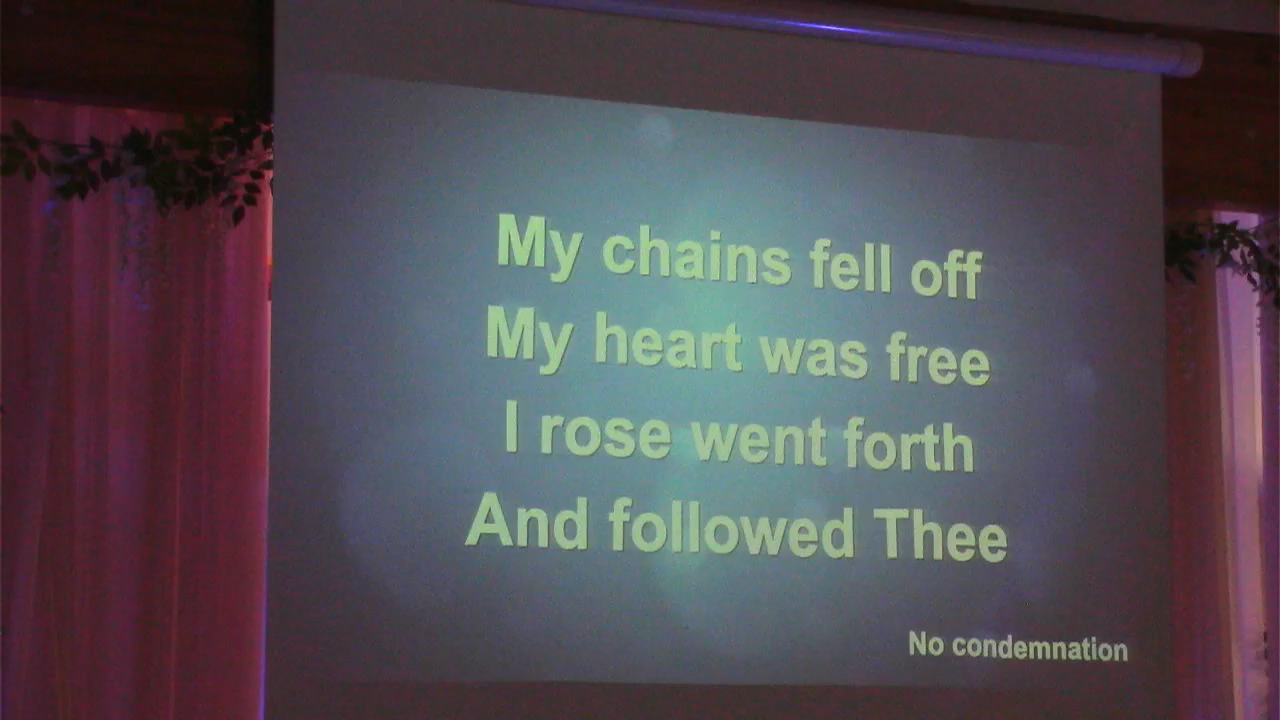 My chains fell off
My heart was free
I rose went forth
And followed Thee
No condemnation